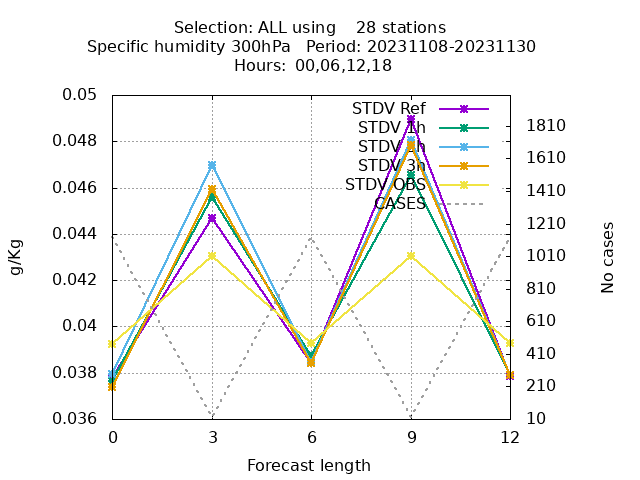 Selection: ALL using    28 stations
Specific humidity 300hPa   Period: 20231108-20231130
Hours:  00,06,12,18
0.05
0.048
0.046
0.044
0.042
0.04
0.038
0.036
g/Kg
STDV Ref
STDV 1h
STDV
STDV 3h
STDV OBS
CASES
1810
1610
1410
1210
1010
810
610
410
210
10
No cases
0
3
6
9
12
Forecast length